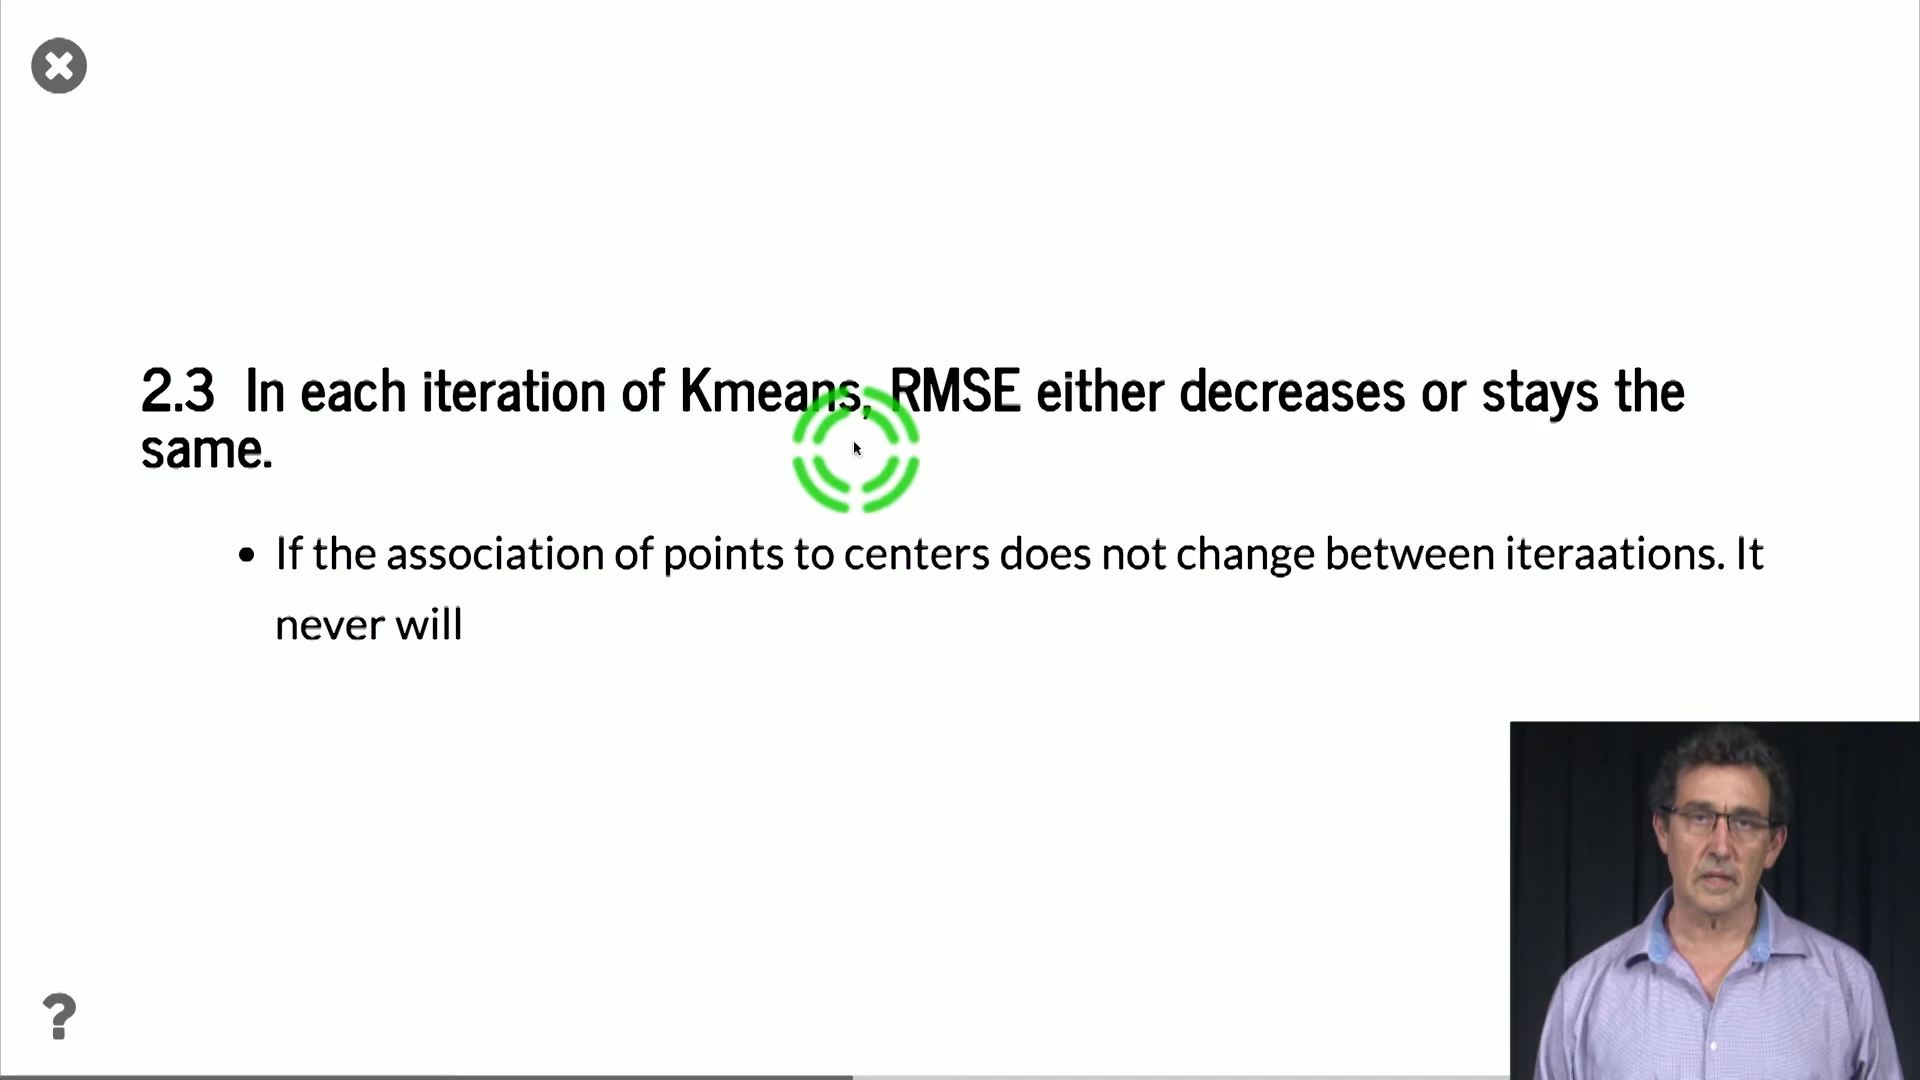 2.3 In each iteration of Kmeans, RMSE either decreases or stays the
same.
• If the association of points to centers does not change between iteraations. It
never will
?